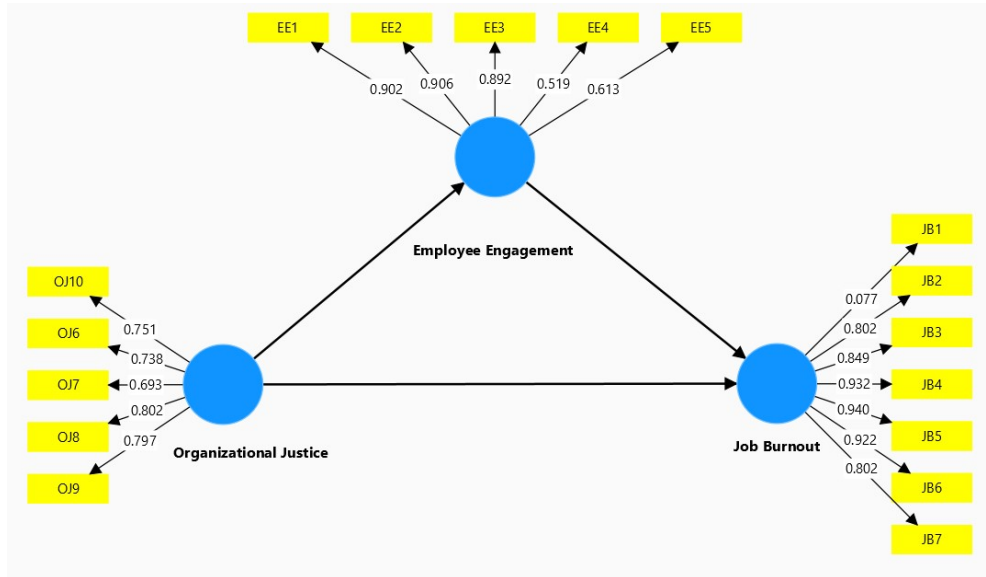 EE1 EE2 EE3 EE4 EE5
0.902 0.906 0.892 0.519 0.613
Employee Engagement
OJ10
OJ6
OJ7
OJ8
OJ9
0.751
0.738
0.693
0.802
0.797
Organizational Justice
0.077
0.802
0.849
0.932
0.940
0.922
0.802
Job Burnout
JB1
JB2
JB3
JB4
JB5
JB6
JB7